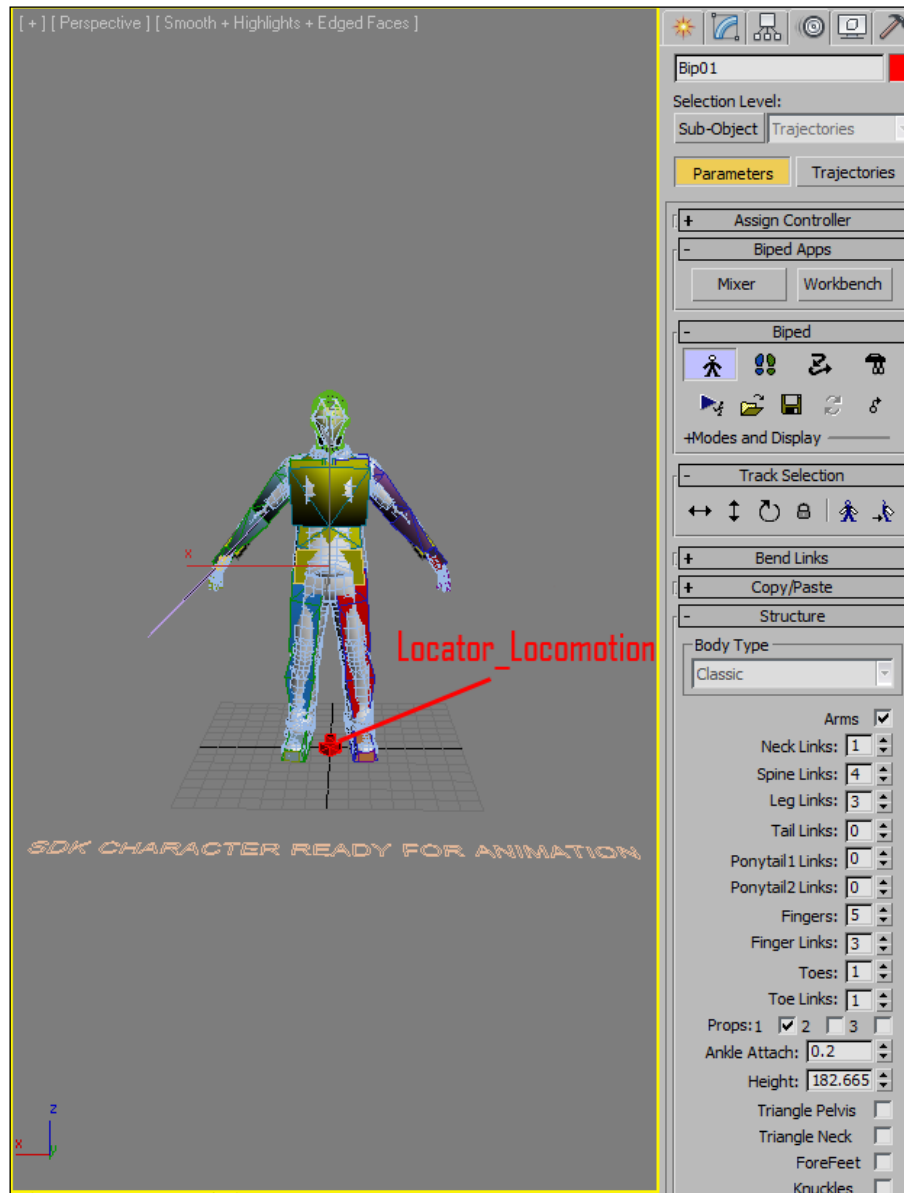 [ + ] [ Perspective ] [ Smooth + Highlights + Edged Faces ]
x
Locator_Locomotion
SDK CHARACTER READY FOR ANIMATION
z
x
y
Bip01
Selection Level:
Sub-Object Trajectories
Parameters Trajectories
+ Assign Controller
- Biped Apps
Mixer Workbench
- Biped
+Modes and Display
- Track Selection
+ Bend Links
+ Copy/Paste
- Structure
Body Type
Classic
Arms
Neck Links: 1
Spine Links: 4
Leg Links: 3
Tail Links: 0
Ponytail1 Links: 0
Ponytail2 Links: 0
Fingers: 5
Finger Links: 3
Toes: 1
Toe Links: 1
Props: 1 2 3
Ankle Attach: 0.2
Height: 182.665
Triangle Pelvis
Triangle Neck
ForeFeet
Knuckles